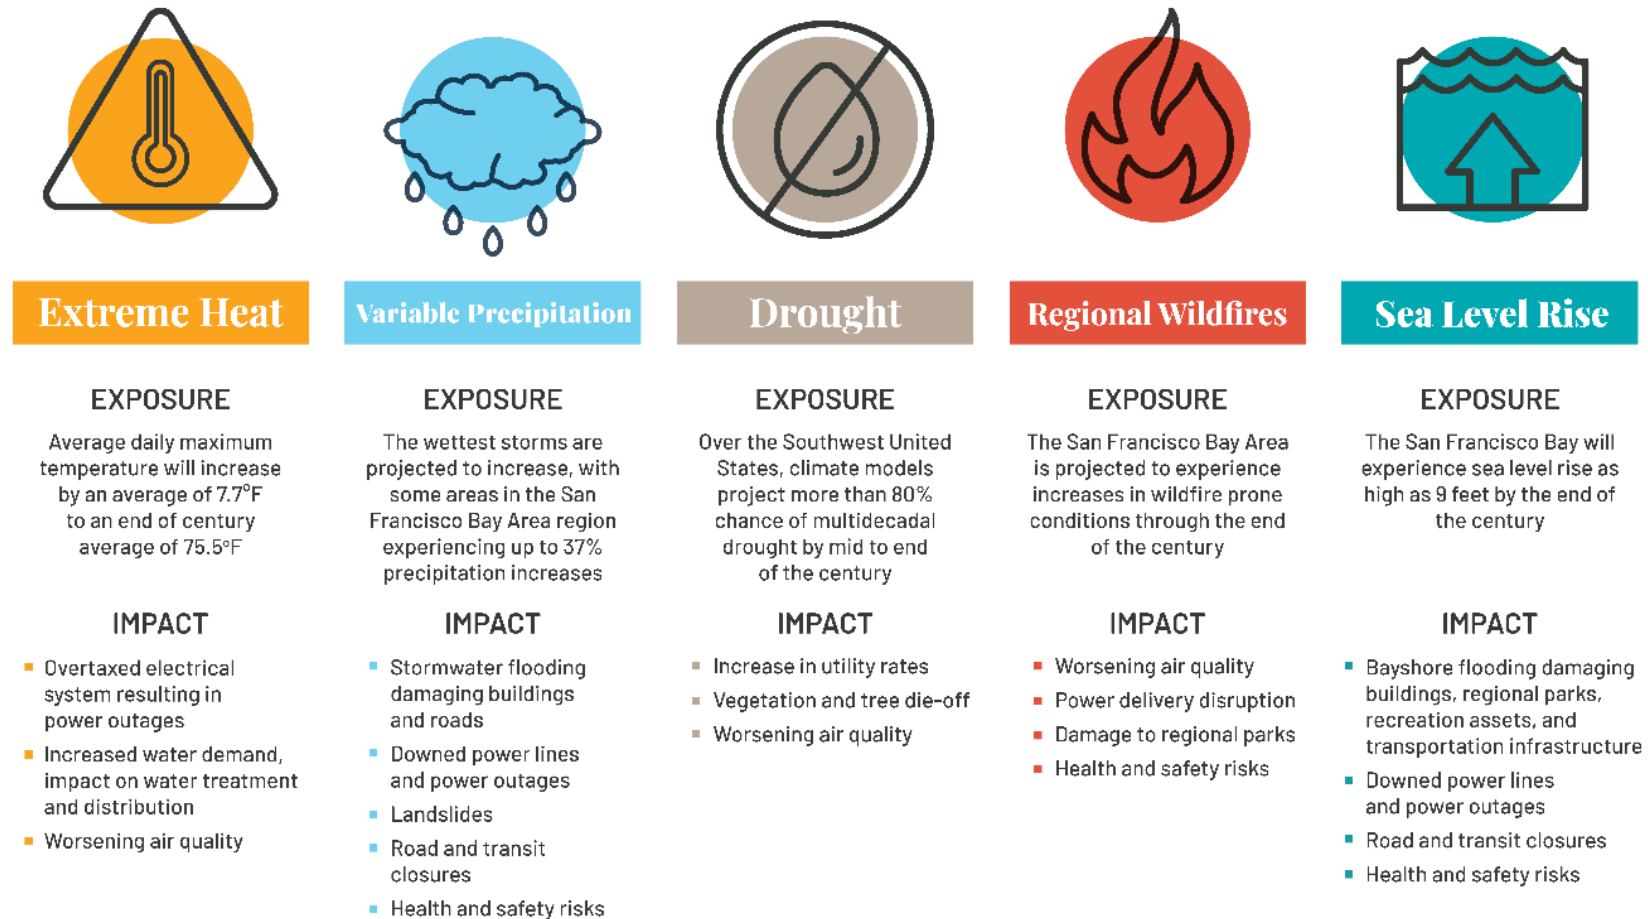 Extreme Heat
EXPOSURE
Average daily maximum
temperature will increase
by an average of 7.7°F
to an end of century
average of 75.5°F
IMPACT
Overtaxed electrical
system resulting in
power outages
Increased water demand,
impact on water treatment
and distribution
Worsening air quality
Variable Precipitation
EXPOSURE
The wettest storms are
projected to increase, with
some areas in the San
Francisco Bay Area region
experiencing up to 37%
precipitation increases
IMPACT
Stormwater flooding
damaging buildings
and roads
Downed power lines
and power outages
Landslides
Road and transit
closures
Health and safety risks
Drought
EXPOSURE
Over the Southwest United
States, climate models
project more than 80%
chance of multidecadal
drought by mid to end
of the century
IMPACT
Increase in utility rates
Vegetation and tree die-off
Worsening air quality
Regional Wildfires
EXPOSURE
The San Francisco Bay Area
is projected to experience
increases in wildfire prone
conditions through the end
of the century
IMPACT
Worsening air quality
Power delivery disruption
Damage to regional parks
Health and safety risks
Sea Level Rise
EXPOSURE
The San Francisco Bay will
experience sea level rise as
high as 9 feet by the end of
the century
IMPACT
Bayshore flooding damaging
buildings, regional parks,
recreation assets, and
transportation infrastructure
Downed power lines
and power outages
Road and transit closures
Health and safety risks